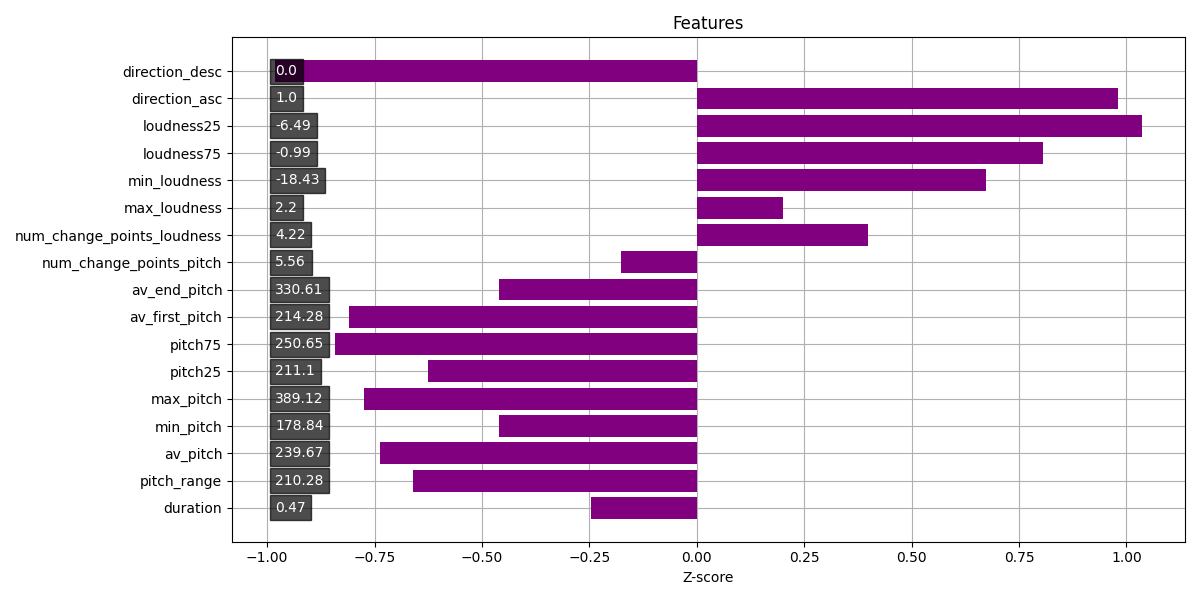 Features
direction_desc 0.0
direction_asc 1.0
loudness25 -6.49
loudness75 -0.99
min_loudness -18.43
max_loudness 2.2
num_change_points_loudness 4.22
num_change_points_pitch 5.56
av_end_pitch 330.61
av_first_pitch 214.28
pitch75 250.65
pitch25 211.1
max_pitch 389.12
min_pitch 178.84
av_pitch 239.67
pitch_range 210.28
duration 0.47
−1.00 −0.75 −0.50 −0.25 0.00 0.25 0.50 0.75 1.00
Z-score